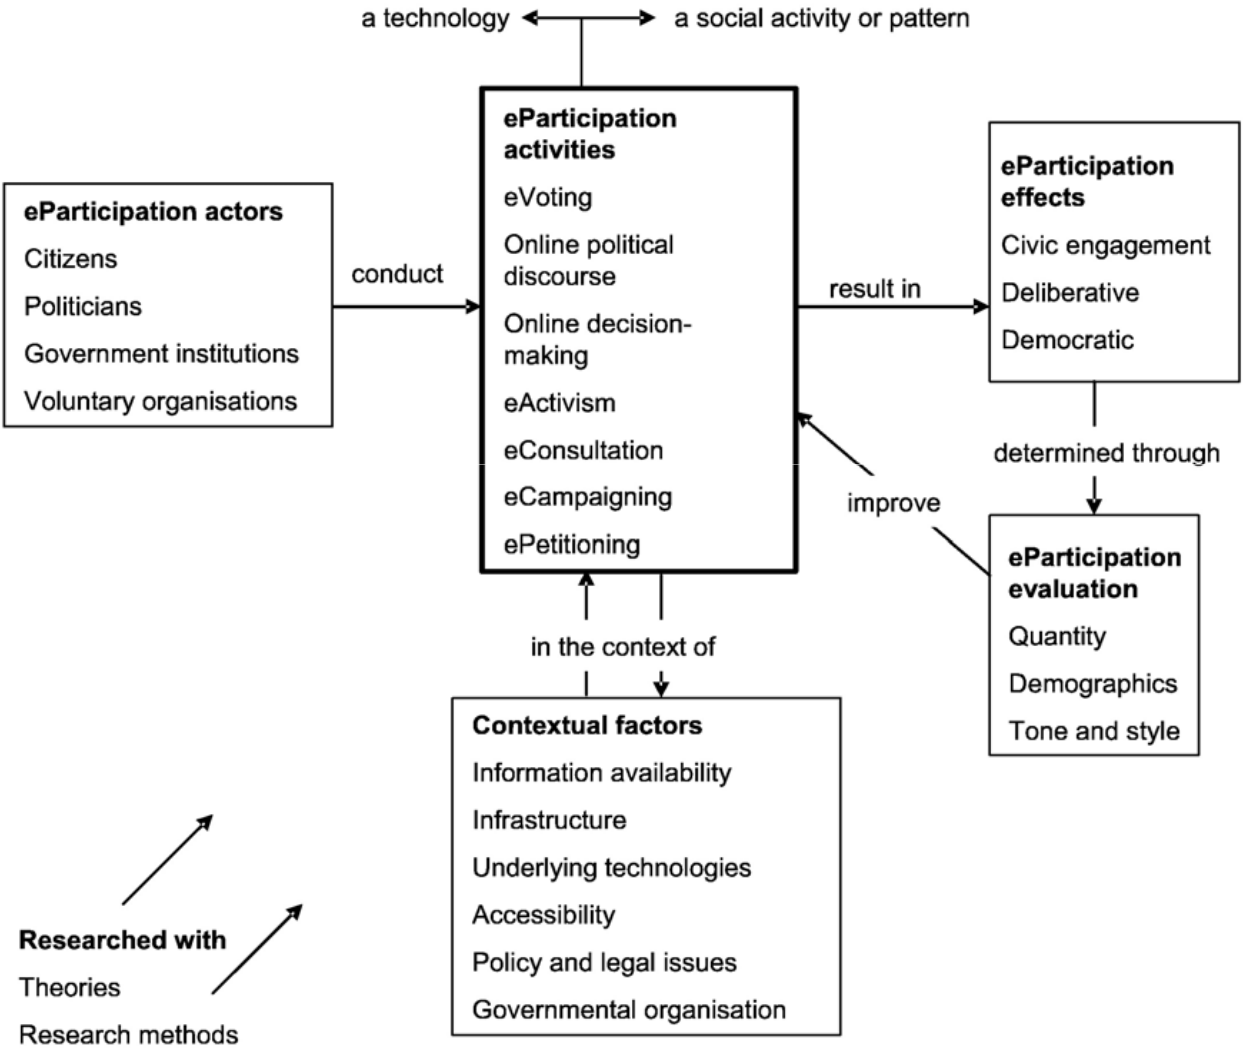 a technology
a social activity or pattern
eParticipation
activities
eVoting
Online political
discourse
Online decision-
making
eActivism
eConsultation
eCampaigning
ePetitioning
eParticipation actors
Citizens
Politicians
Government institutions
Voluntary organisations
conduct
result in
eParticipation
effects
Civic engagement
Deliberative
Democratic
determined through
improve
eParticipation
evaluation
Quantity
Demographics
Tone and style
in the context of
Contextual factors
Information availability
Infrastructure
Underlying technologies
Accessibility
Policy and legal issues
Governmental organisation
Researched with
Theories
Research methods